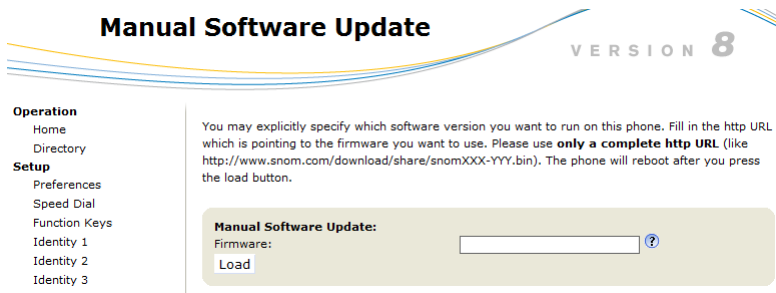 Manual Software Update
VERSION 8
Operation
Home
Directory
Setup
Preferences
Speed Dial
Function Keys
Identity 1
Identity 2
Identity 3
You may explicitly specify which software version you want to run on this phone. Fill in the http URL
which is pointing to the firmware you want to use. Please use only a complete http URL (like
http://www.snom.com/download/share/snomXXX-YYY.bin). The phone will reboot after you press
the load button.
Manual Software Update:
Firmware:
?
Load